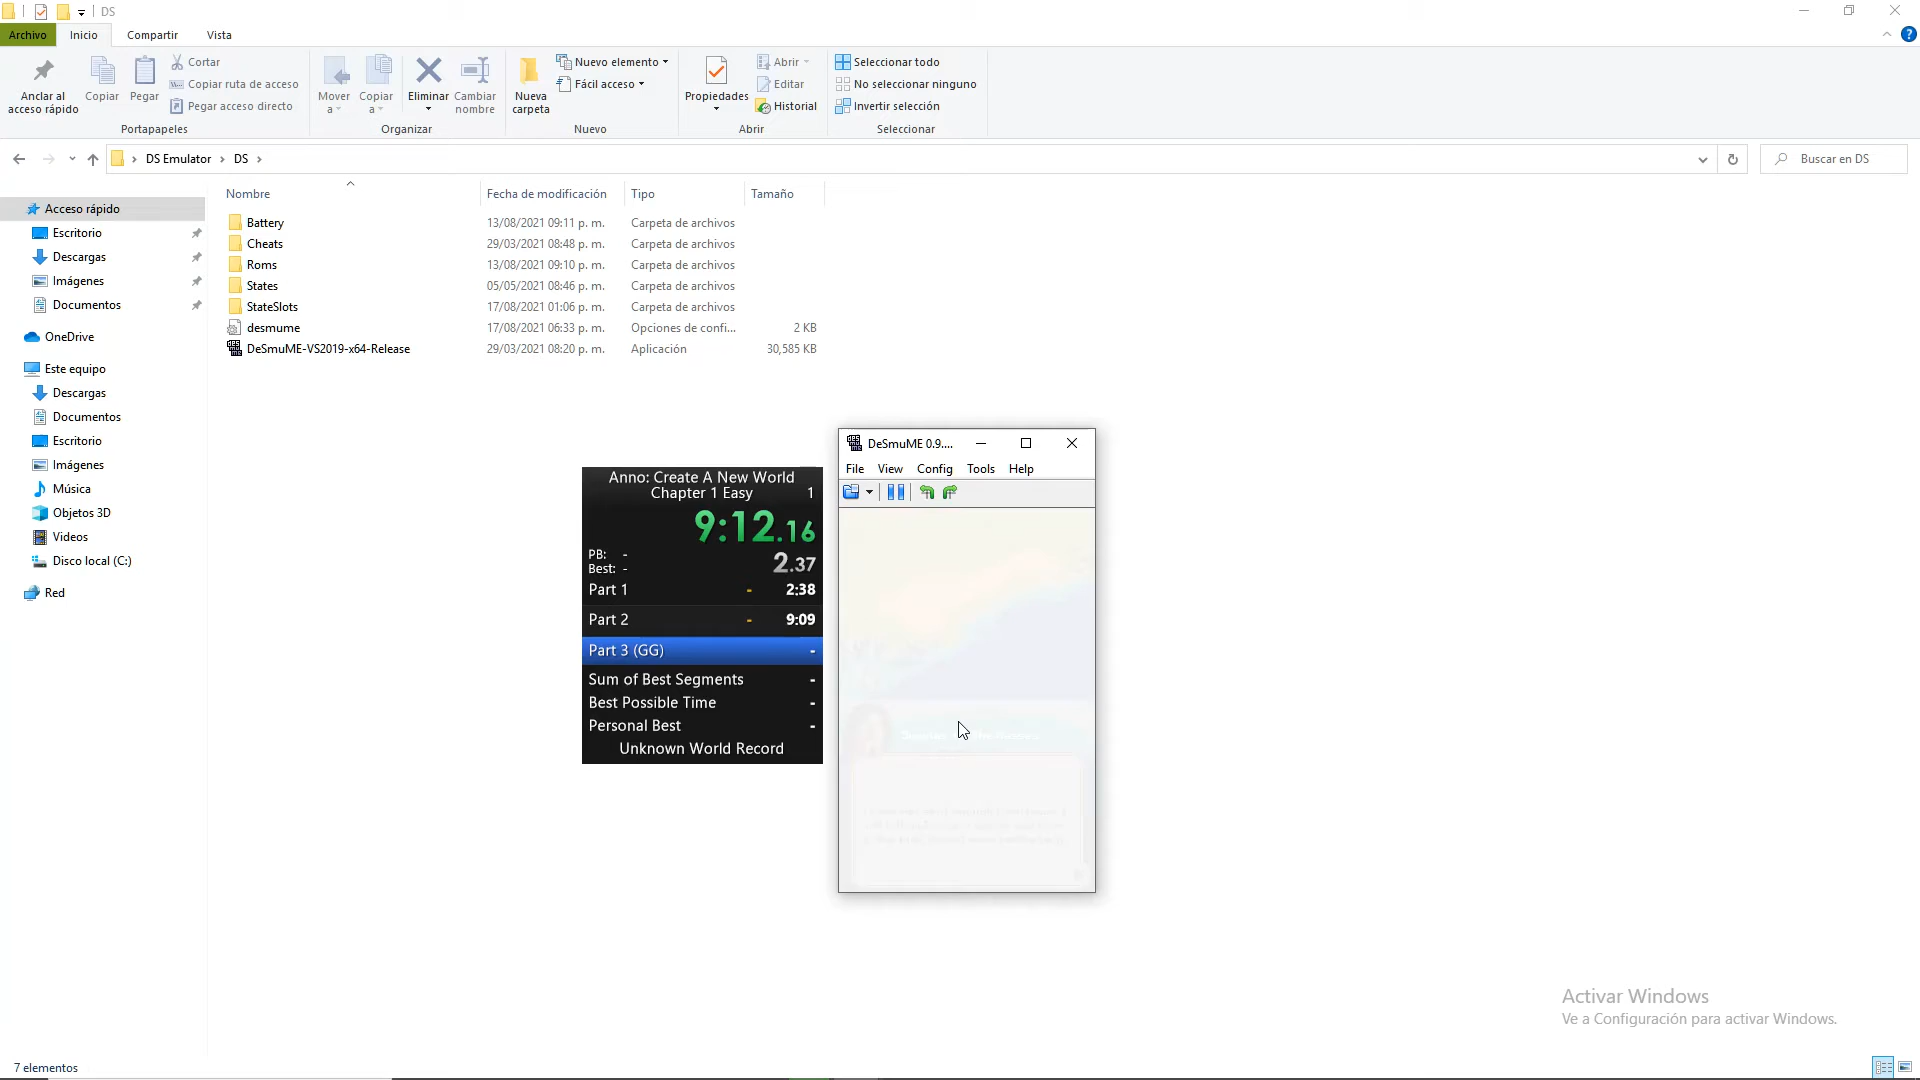 DS
Archivo
Inicio
Compartir
Vista
Anclar al
acceso rápido
Copiar
Pegar
Cortar
Copiar ruta de acceso
Pegar acceso directo
Portapapeles
Mover
a
Copiar
a
Eliminar
Cambiar
nombre
Organizar
Nueva
carpeta
Nuevo elemento
Fácil acceso
Nuevo
Propiedades
Abrir
Editar
Historial
Abrir
Seleccionar todo
No seleccionar ninguno
Invertir selección
Seleccionar
DS Emulator
DS
Buscar en DS
Acceso rápido
Escritorio
Descargas
Imágenes
Documentos
OneDrive
Este equipo
Descargas
Documentos
Escritorio
Imágenes
Música
Objetos 3D
Videos
Disco local (C:)
Red
Nombre Fecha de modificación Tipo Tamaño
Battery 13/08/2021 09:11 p. m. Carpeta de archivos
Cheats 29/03/2021 08:48 p. m. Carpeta de archivos
Roms 13/08/2021 09:10 p. m. Carpeta de archivos
States 05/05/2021 08:46 p. m. Carpeta de archivos
StateSlots 17/08/2021 01:06 p. m. Carpeta de archivos
desmume 17/08/2021 06:33 p. m. Opciones de confi... 2 KB
DeSmuME-VS2019-x64-Release 29/03/2021 08:20 p. m. Aplicación 30,585 KB
Anno: Create A New World
Chapter 1 Easy 1
9:12.16
PB: -
Best: - 2.37
Part 1 - 2:38
Part 2 - 9:09
Part 3 (GG) -
Sum of Best Segments -
Best Possible Time -
Personal Best -
Unknown World Record
DeSmuME 0.9....
File View Config Tools Help
Activar Windows
Ve a Configuración para activar Windows.
7 elementos